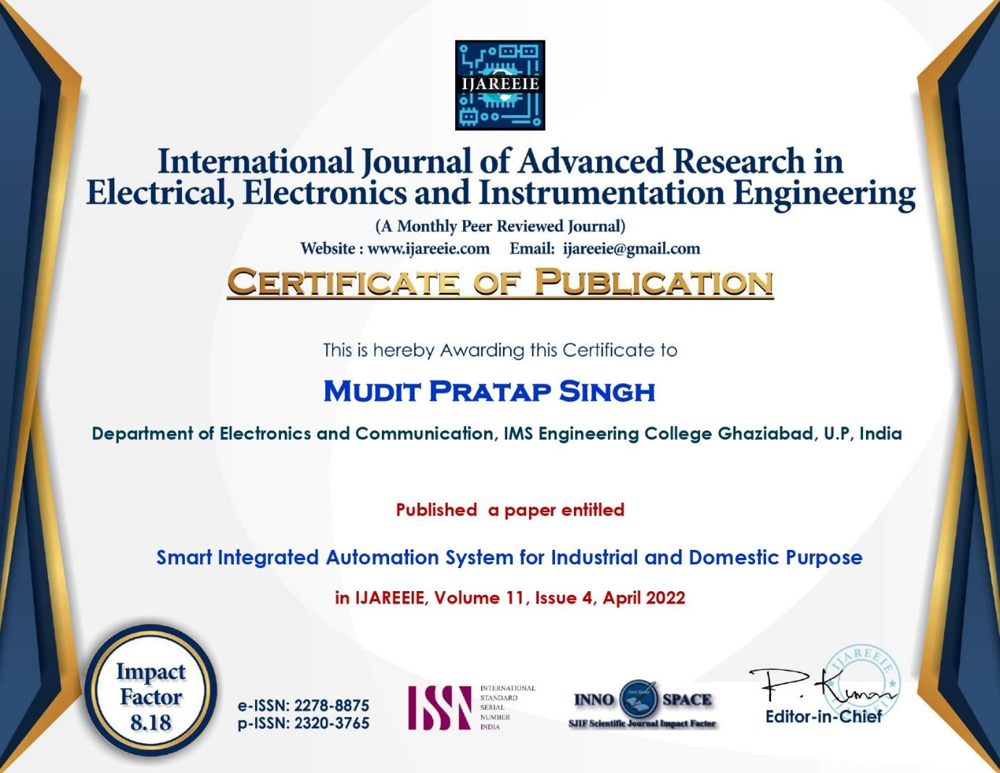 IJAREEIE
International Journal of Advanced Research in
Electrical, Electronics and Instrumentation Engineering
(A Monthly Peer Reviewed Journal)
Website : www.ijareeie.com Email: ijareeie@gmail.com
CERTIFICATE OF PUBLICATION
This is hereby Awarding this Certificate to
MUDIT PRATAP SINGH
Department of Electronics and Communication, IMS Engineering College Ghaziabad, U.P, India
Published a paper entitled
Smart Integrated Automation System for Industrial and Domestic Purpose
in IJAREEIE, Volume 11, Issue 4, April 2022
Impact
Factor
8.18
e-ISSN: 2278-8875
p-ISSN: 2320-3765
ISSN
INTERNATIONAL
STANDARD
SERIAL
NUMBER
INDIA
INNO Inno Space SPACE
SJIF Scientific Journal Impact Factor
IJAREEIE
P. Kumar
Editor-in-Chief